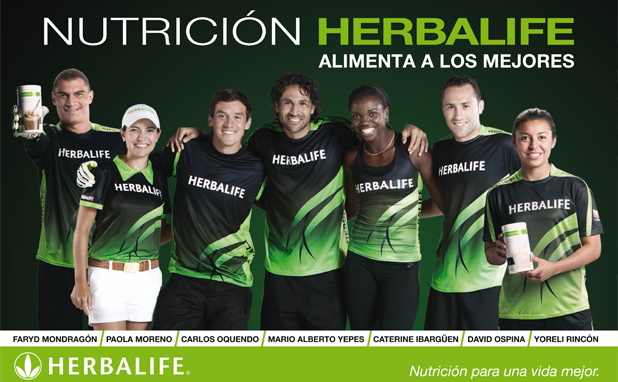 NUTRICIÓN HERBALIFE
ALIMENTA A LOS MEJORES
HERBALIFE HERBALIFE HERBALIFE HERBALIFE HERBALIFE HERBALIFE HERBALIFE
FARYD MONDRAGÓN / PAOLA MORENO / CARLOS OQUENDO / MARIO ALBERTO YEPES / CATERINE IBARGÜEN / DAVID OSPINA / YORELI RINCÓN
HERBALIFE® Nutrición para una vida mejor.